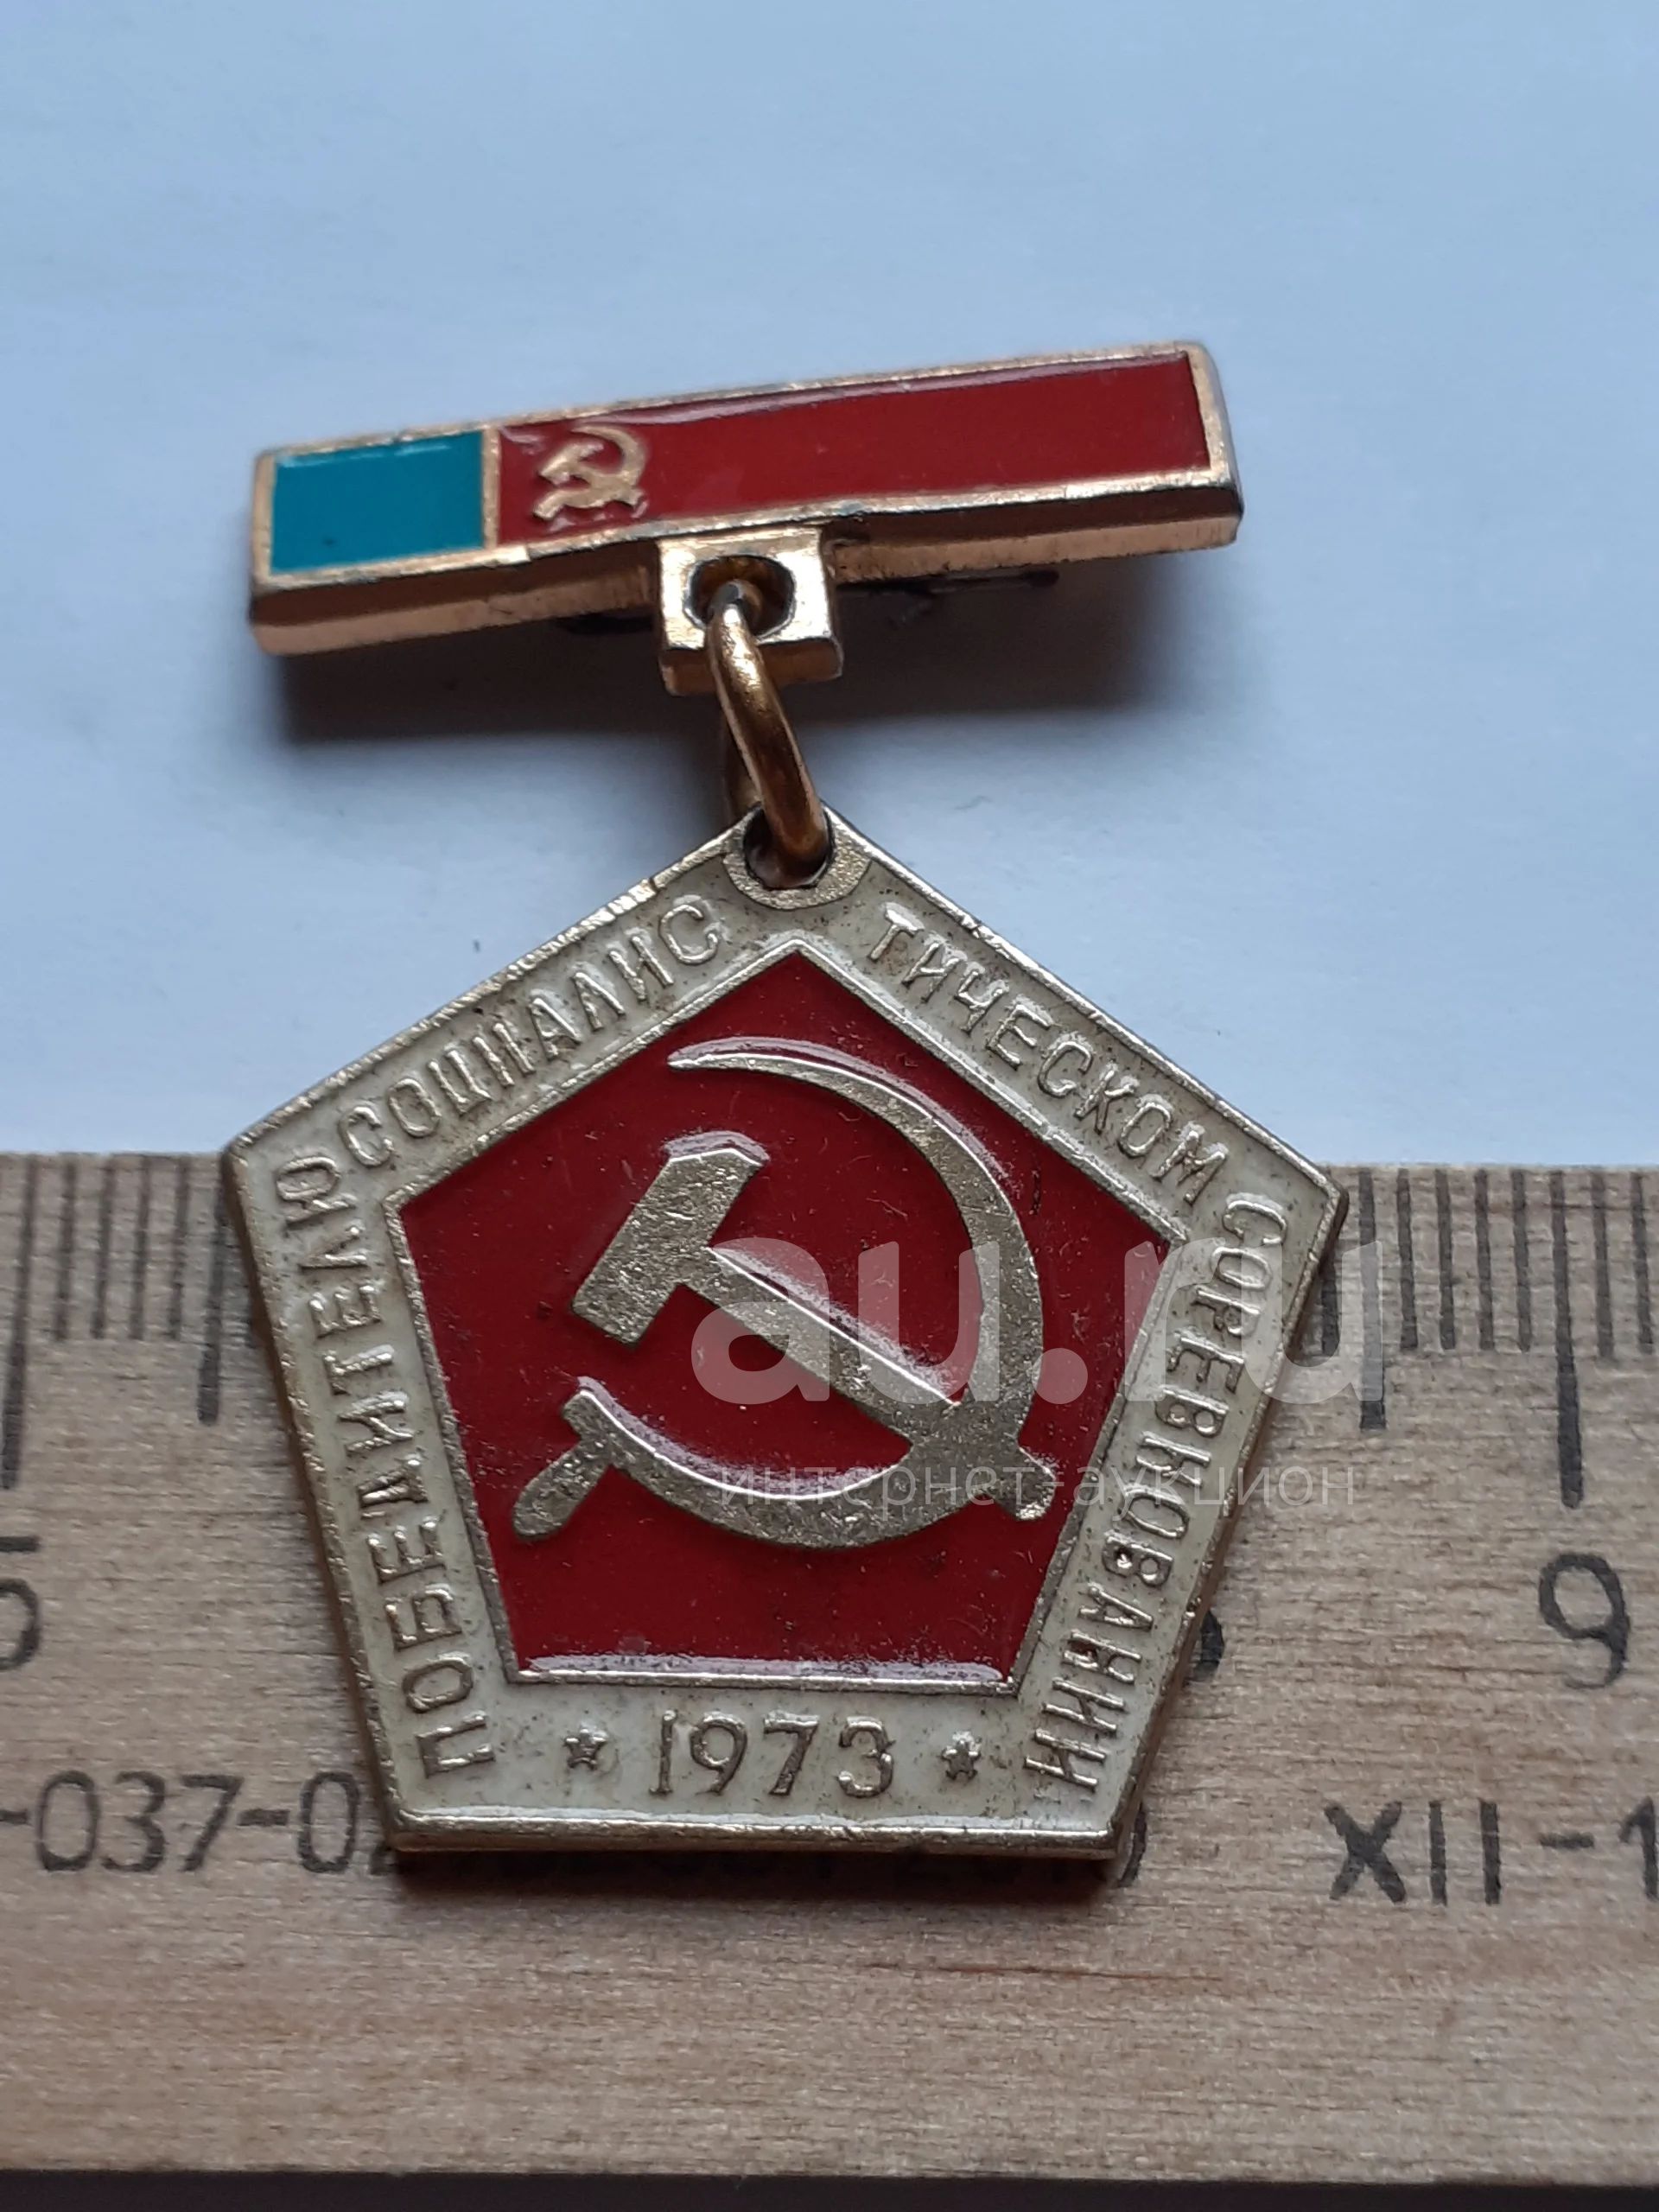 ПОБЕДИТЕЛЮ СОЦИАЛИС
ТИЧЕСКОМ СОРЕВНОВАНИИ
1973
au.ru
интернет-аукцион
5
9
-037-0
XII-1